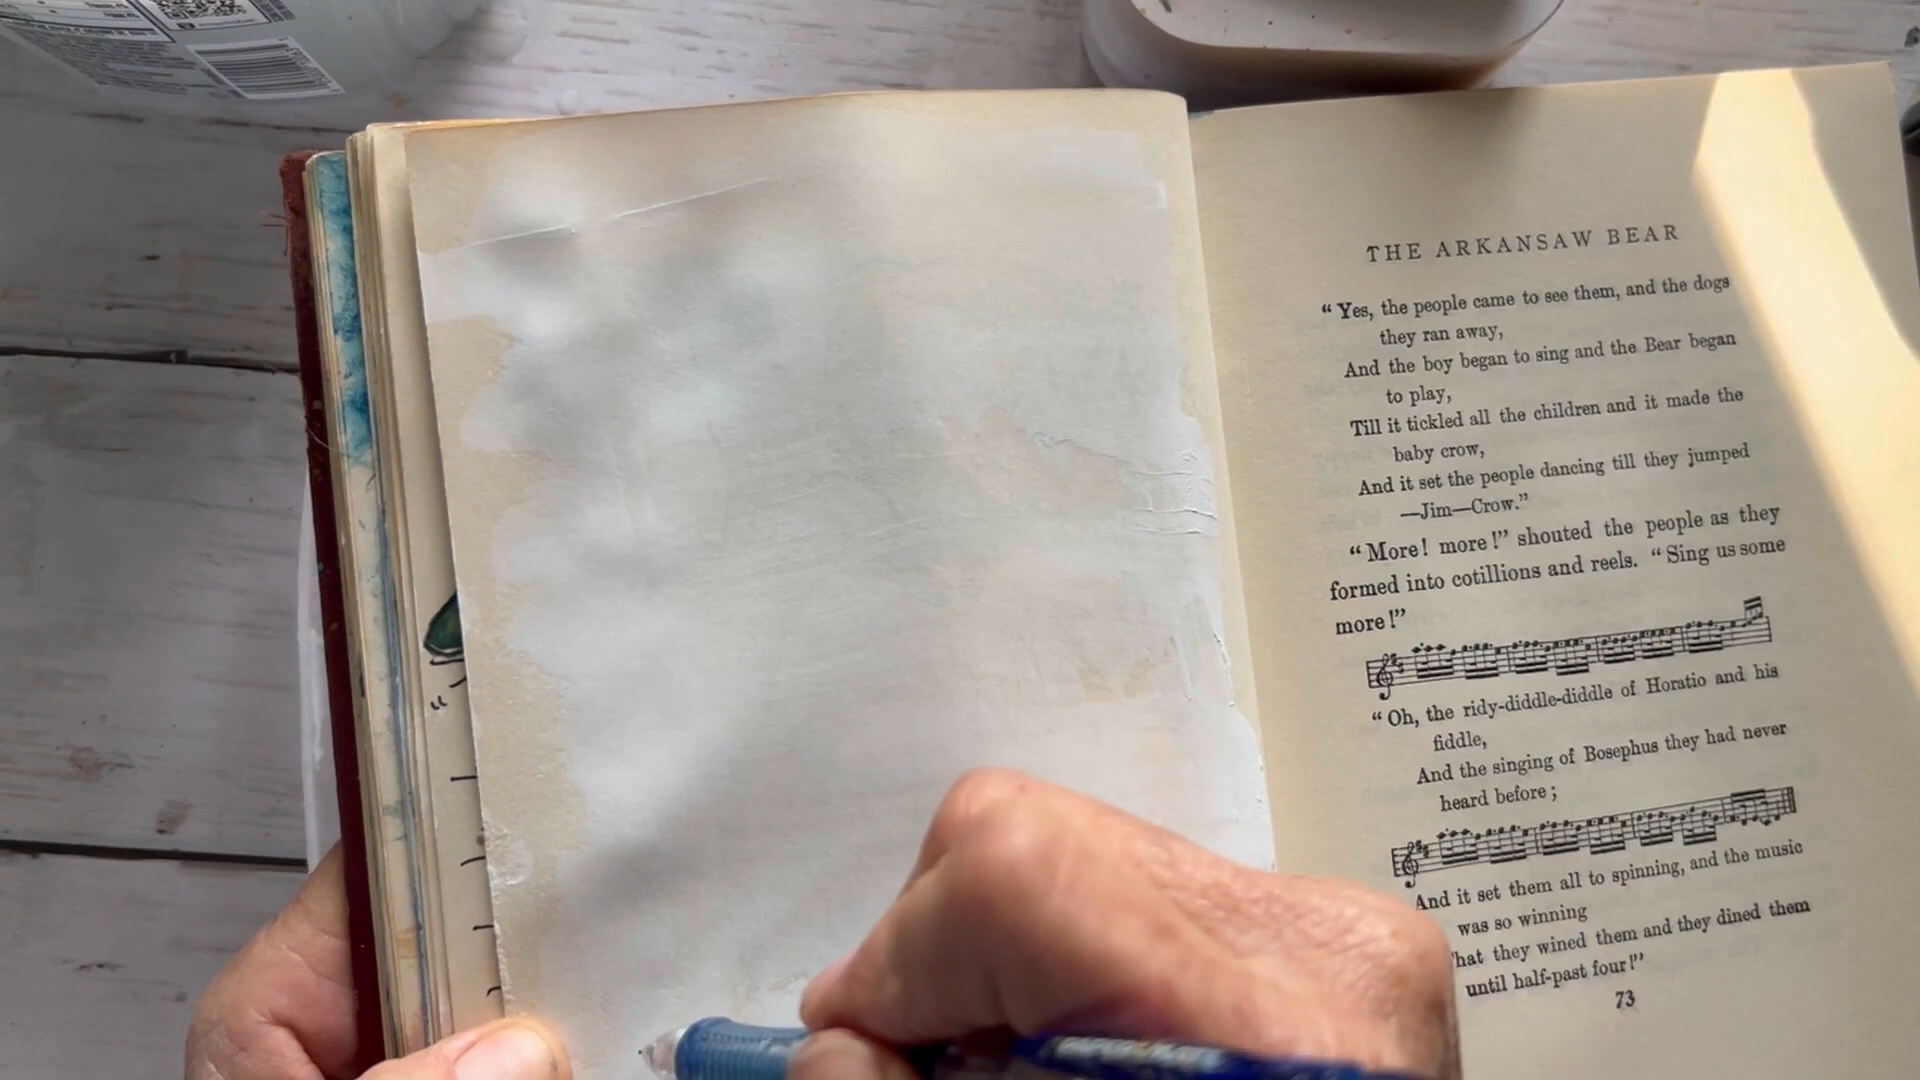 THE ARKANSAW BEAR
“ Yes, the people came to see them, and the dogs
they ran away,
And the boy began to sing and the Bear began
to play,
Till it tickled all the children and it made the
baby crow,
And it set the people dancing till they jumped
—Jim—Crow.”
“ More! more!” shouted the people as they
formed into cotillions and reels. “ Sing us some
more!”
“ Oh, the ridy-diddle-diddle of Horatio and his
fiddle,
And the singing of Bosephus they had never
heard before;
And it set them all to spinning, and the music
was so winning
hat they wined them and they dined them
until half-past four!”
73